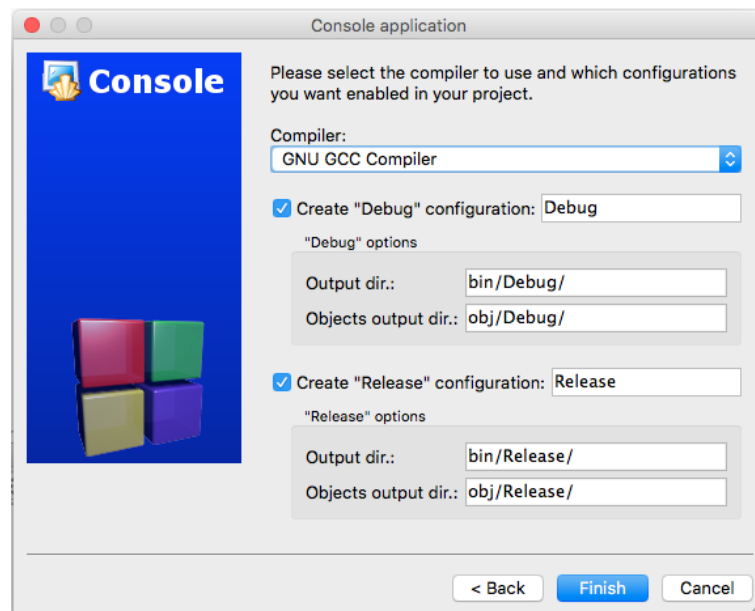 Console application
Console
Please select the compiler to use and which configurations
you want enabled in your project.
Compiler:
GNU GCC Compiler
Create "Debug" configuration: Debug
"Debug" options
Output dir.: bin/Debug/
Objects output dir.: obj/Debug/
Create "Release" configuration: Release
"Release" options
Output dir.: bin/Release/
Objects output dir.: obj/Release/
< Back Finish Cancel